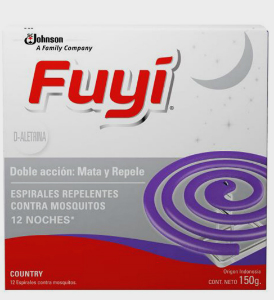 SC Johnson
A Family Company
Fuyí®
D-ALETRINA
Doble acción: Mata y Repele
ESPIRALES REPELENTES
CONTRA MOSQUITOS
12 NOCHES*
COUNTRY
12 Espirales contra mosquitos.
Origen Indonesia
CONT. NETO 150g.